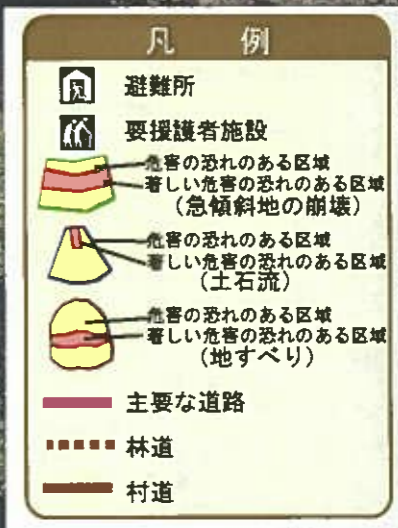 凡 例
避難所
要援護者施設
危害の恐れのある区域
著しい危害の恐れのある区域
(急傾斜地の崩壊)
危害の恐れのある区域
著しい危害の恐れのある区域
(土石流)
危害の恐れのある区域
著しい危害の恐れのある区域
(地すべり)
主要な道路
林道
村道